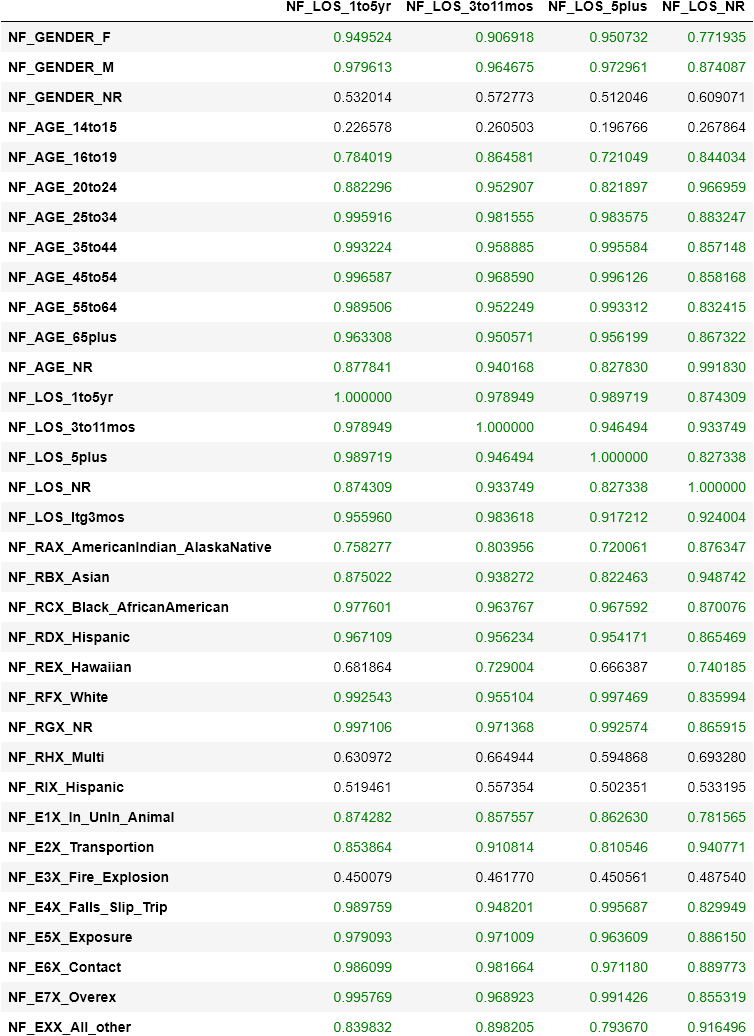 NF_LOS_1to5yr NF_LOS_3to11mos NF_LOS_5plus NF_LOS_NR
NF_GENDER_F 0.949524 0.906918 0.950732 0.771935
NF_GENDER_M 0.979613 0.964675 0.972961 0.874087
NF_GENDER_NR 0.532014 0.572773 0.512046 0.609071
NF_AGE_14to15 0.226578 0.260503 0.196766 0.267864
NF_AGE_16to19 0.784019 0.864581 0.721049 0.844034
NF_AGE_20to24 0.882296 0.952907 0.821897 0.966959
NF_AGE_25to34 0.995916 0.981555 0.983575 0.883247
NF_AGE_35to44 0.993224 0.958885 0.995584 0.857148
NF_AGE_45to54 0.996587 0.968590 0.996126 0.858168
NF_AGE_55to64 0.989506 0.952249 0.993312 0.832415
NF_AGE_65plus 0.963308 0.950571 0.956199 0.867322
NF_AGE_NR 0.877841 0.940168 0.827830 0.991830
NF_LOS_1to5yr 1.000000 0.978949 0.989719 0.874309
NF_LOS_3to11mos 0.978949 1.000000 0.946494 0.933749
NF_LOS_5plus 0.989719 0.946494 1.000000 0.827338
NF_LOS_NR 0.874309 0.933749 0.827338 1.000000
NF_LOS_ltg3mos 0.955960 0.983618 0.917212 0.924004
NF_RAX_AmericanIndian_AlaskaNative 0.758277 0.803956 0.720061 0.876347
NF_RBX_Asian 0.875022 0.938272 0.822463 0.948742
NF_RCX_Black_AfricanAmerican 0.977601 0.963767 0.967592 0.870076
NF_RDX_Hispanic 0.967109 0.956234 0.954171 0.865469
NF_REX_Hawaiian 0.681864 0.729004 0.666387 0.740185
NF_RFX_White 0.992543 0.955104 0.997469 0.835994
NF_RGX_NR 0.997106 0.971368 0.992574 0.865915
NF_RHX_Multi 0.630972 0.664944 0.594868 0.693280
NF_RIX_Hispanic 0.519461 0.557354 0.502351 0.533195
NF_E1X_In_UnIn_Animal 0.874282 0.857557 0.862630 0.781565
NF_E2X_Transportion 0.853864 0.910814 0.810546 0.940771
NF_E3X_Fire_Explosion 0.450079 0.461770 0.450561 0.487540
NF_E4X_Falls_Slip_Trip 0.989759 0.948201 0.995687 0.829949
NF_E5X_Exposure 0.979093 0.971009 0.963609 0.886150
NF_E6X_Contact 0.986099 0.981664 0.971180 0.889773
NF_E7X_Overex 0.995769 0.968923 0.991426 0.855319
NF_EXX_All_other 0.839832 0.898205 0.793670 0.916496